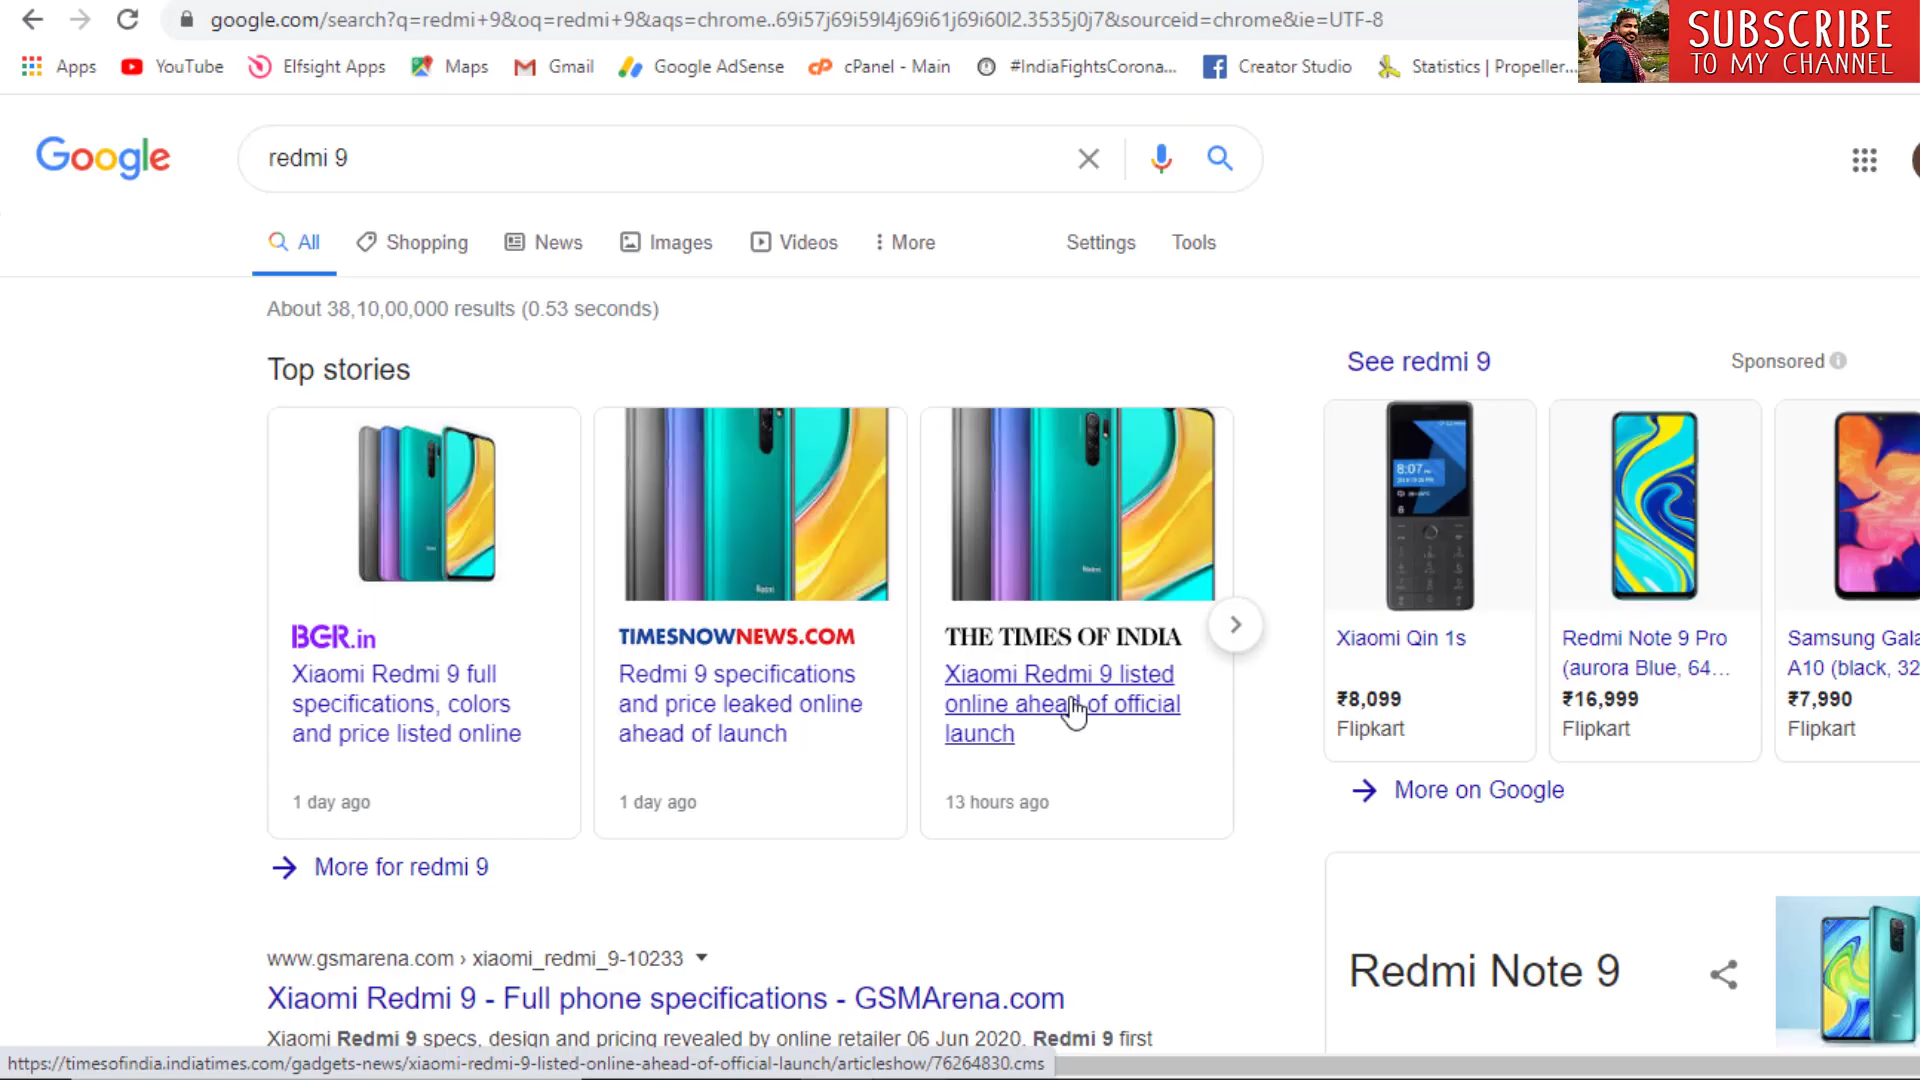 google.com/search?q=redmi+9&oq=redmi+9&aqs=chrome..69i57j69i59l4j69i61j69i60l2.3535j0j7&sourceid=chrome&ie=UTF-8
SUBSCRIBE
TO MY CHANNEL
Apps YouTube Elfsight Apps Maps Gmail Google AdSense cPanel - Main #IndiaFightsCorona... Creator Studio Statistics | Propeller...
Google
redmi 9
All Shopping News Images Videos More Settings Tools
About 38,10,00,000 results (0.53 seconds)
Top stories
BGR.in
Xiaomi Redmi 9 full
specifications, colors
and price listed online
1 day ago
TIMESNOWNEWS.COM
Redmi 9 specifications
and price leaked online
ahead of launch
1 day ago
THE TIMES OF INDIA
Xiaomi Redmi 9 listed
online ahead of official
launch
13 hours ago
More for redmi 9
www.gsmarena.com › xiaomi_redmi_9-10233
Xiaomi Redmi 9 - Full phone specifications - GSMArena.com
Xiaomi Redmi 9 specs, design and pricing revealed by online retailer 06 Jun 2020. Redmi 9 first
See redmi 9 Sponsored
8:07
Xiaomi Qin 1s
₹8,099
Flipkart
Redmi Note 9 Pro
(aurora Blue, 64...
₹16,999
Flipkart
Samsung Gala
A10 (black, 32
₹7,990
Flipkart
More on Google
Redmi Note 9
https://timesofindia.indiatimes.com/gadgets-news/xiaomi-redmi-9-listed-online-ahead-of-official-launch/articleshow/76264830.cms